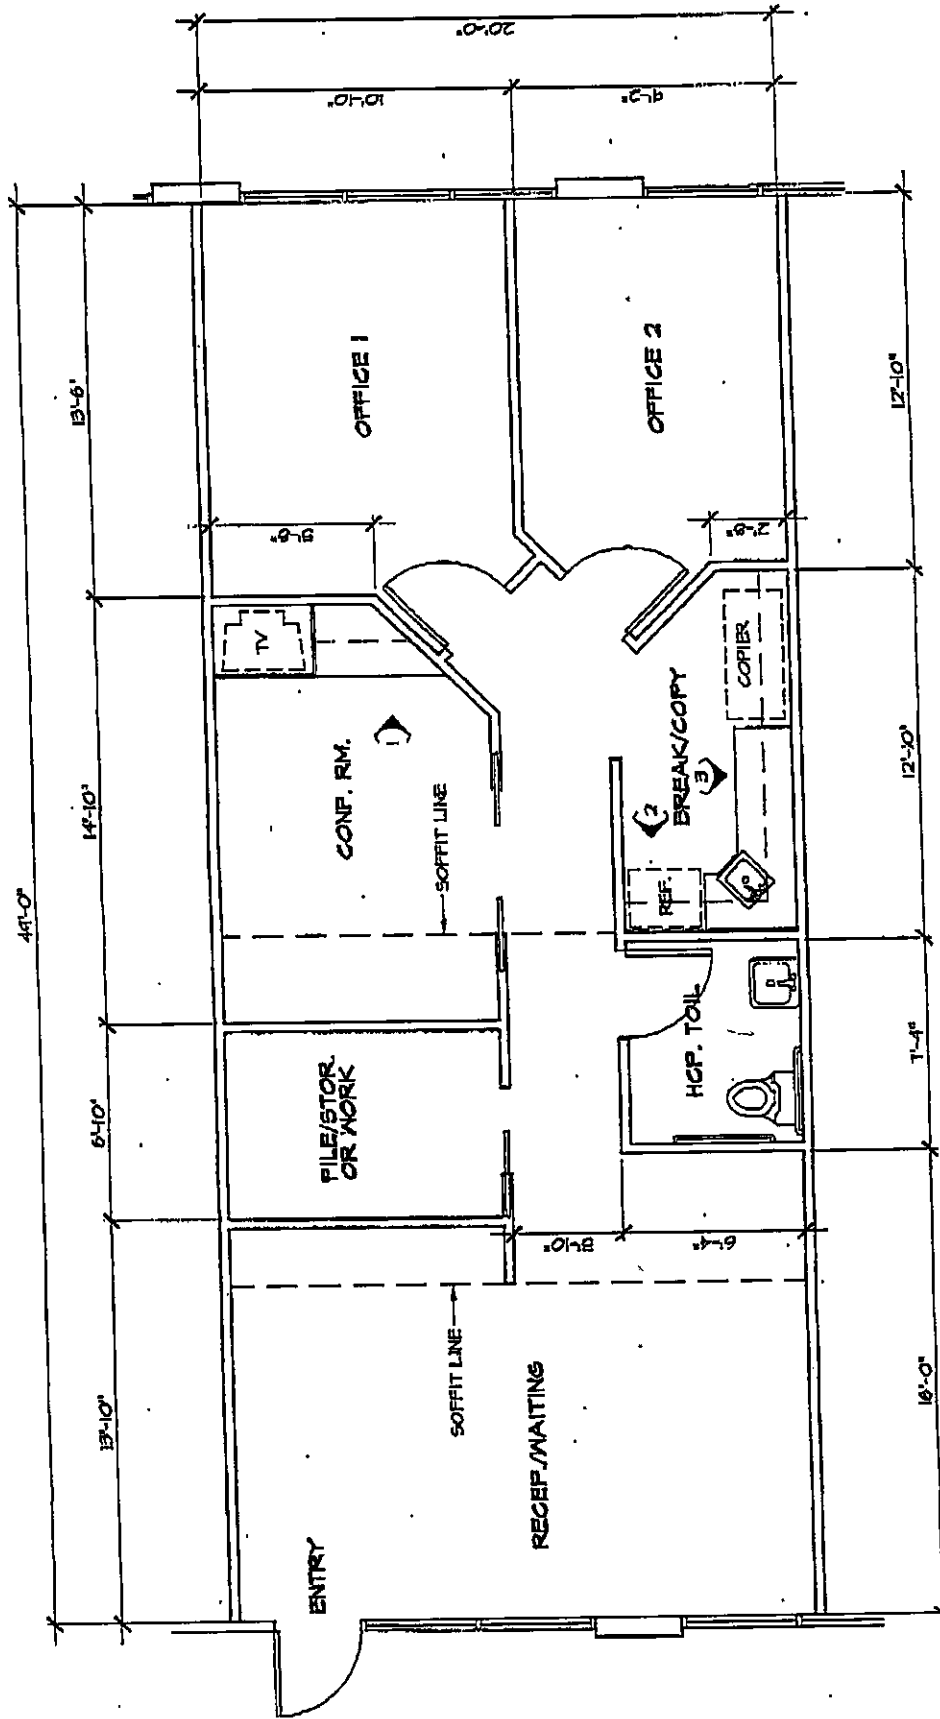 49'-0"
13'-10"
6'-10"
14'-10"
13'-6"
20'-0"
10'-10"
9'-2"
ENTRY
RECEP./WAITING
SOFFIT LINE
FILE/STOR.
OR WORK
CONF. RM.
SOFFIT LINE
1
TV
5'-8"
OFFICE 1
OFFICE 2
2'-8"
3'-10"
6'-4"
HCP. TOIL.
REF.
2
BREAK/COPY
3
COPIER
16'-0"
7'-4"
12'-10"
12'-10"